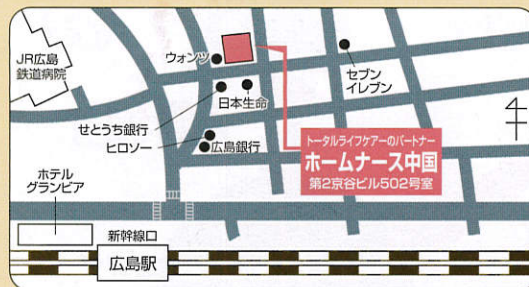 JR広島
鉄道病院
ウォンツ
セブン
イレブン
日本生命
せとうち銀行
ヒロソー
広島銀行
トータルライフケアーのパートナー
ホームナース中国
第2京谷ビル502号室
ホテル
グランビア
新幹線口
広島駅